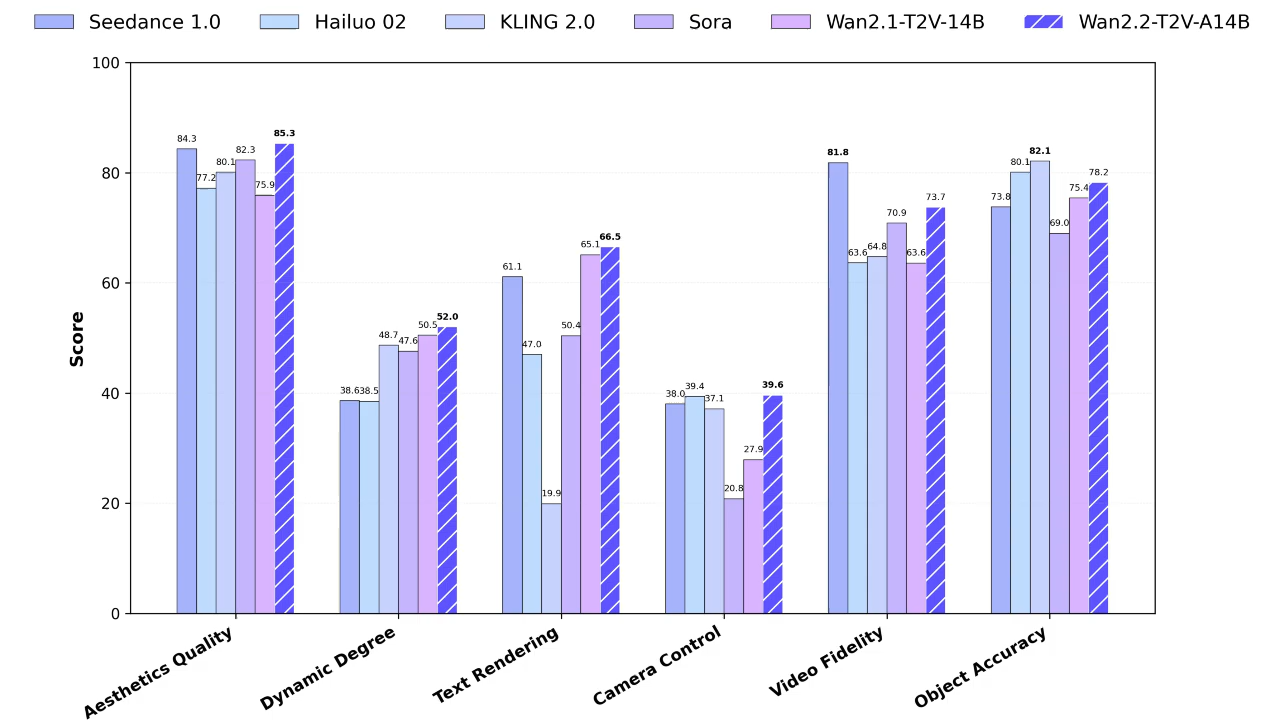 Seedance 1.0 Hailuo 02 KLING 2.0 Sora Wan2.1-T2V-14B Wan2.2-T2V-A14B
Score
100
80
60
40
20
0
84.3 77.2 80.1 82.3 75.9 85.3
38.6 38.5 48.7 47.6 50.5 52.0
61.1 47.0 19.9 50.4 65.1 66.5
38.0 39.4 37.1 20.8 27.9 39.6
81.8 63.6 64.8 70.9 63.6 73.7
73.8 80.1 82.1 69.0 75.4 78.2
Aesthetics Quality
Dynamic Degree
Text Rendering
Camera Control
Video Fidelity
Object Accuracy